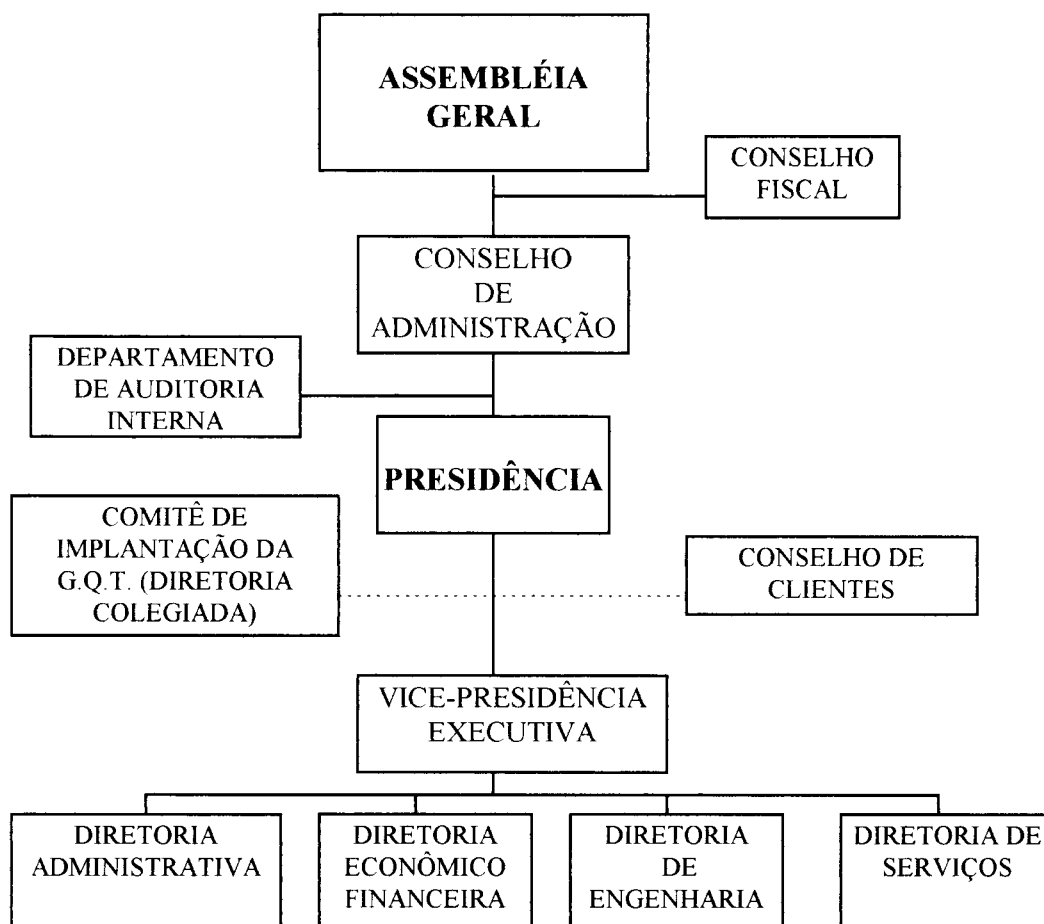 ASSEMBLÉIA
GERAL
CONSELHO
FISCAL
CONSELHO
DE
ADMINISTRAÇÃO
DEPARTAMENTO
DE AUDITORIA
INTERNA
PRESIDÊNCIA
COMITÊ DE
IMPLANTAÇÃO DA
G.Q.T. (DIRETORIA
COLEGIADA)
CONSELHO DE
CLIENTES
VICE-PRESIDÊNCIA
EXECUTIVA
DIRETORIA
ADMINISTRATIVA
DIRETORIA
ECONÔMICO
FINANCEIRA
DIRETORIA
DE
ENGENHARIA
DIRETORIA DE
SERVIÇOS